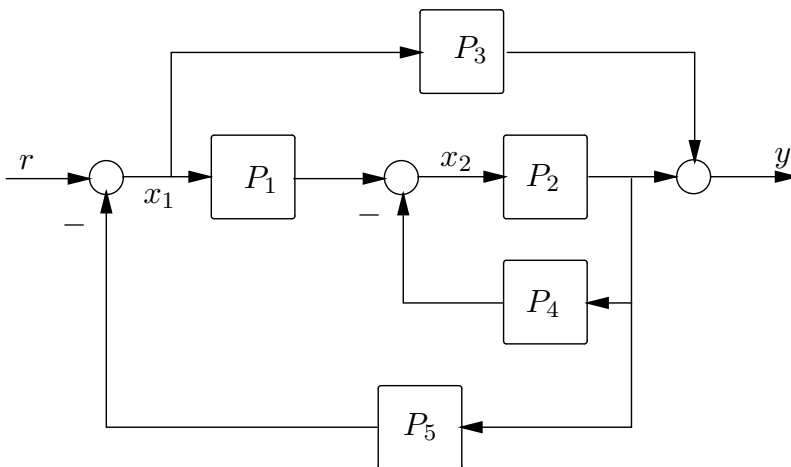 P₃
r
x₁
P₁
x₂
P₂
y
−
−
P₄
P₅